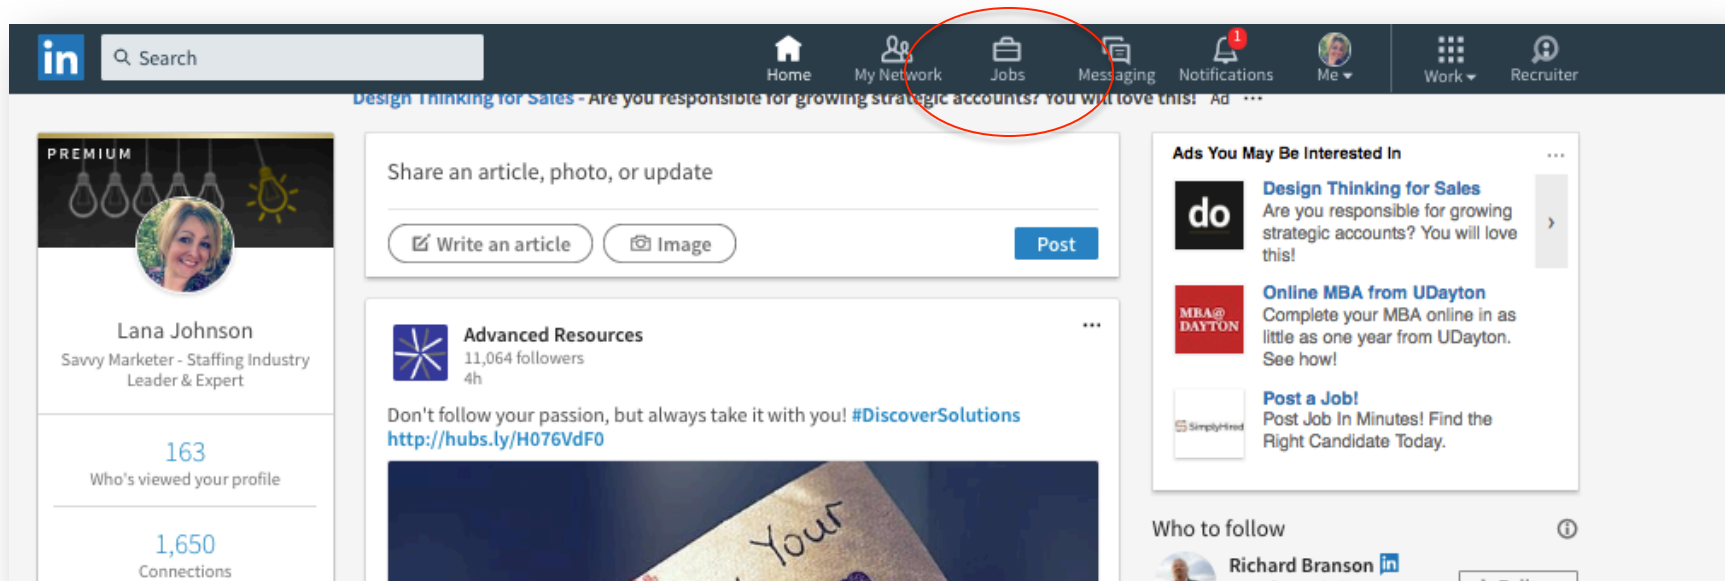 in
Search
Home
My Network
Jobs
Messaging
1
Notifications
Me
Work
Recruiter
Design Thinking for Sales - Are you responsible for growing strategic accounts? You will love this! Ad ...
PREMIUM
Lana Johnson
Savvy Marketer - Staffing Industry
Leader & Expert
163
Who's viewed your profile
1,650
Connections
Share an article, photo, or update
Write an article
Image
Post
Advanced Resources
11,064 followers
4h
Don't follow your passion, but always take it with you! #DiscoverSolutions
http://hubs.ly/H076VdF0
Your
Ads You May Be Interested In
do
Design Thinking for Sales
Are you responsible for growing
strategic accounts? You will love
this!
MBA@
DAYTON
Online MBA from UDayton
Complete your MBA online in as
little as one year from UDayton.
See how!
SimplyHired
Post a Job!
Post Job In Minutes! Find the
Right Candidate Today.
Who to follow
Richard Branson in